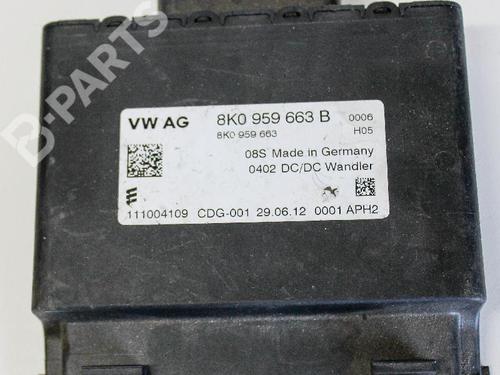 VW AG 8K0 959 663 B 0006
8K0 959 663 H05
08S Made in Germany
0402 DC/DC Wandler
111004109 CDG-001 29.06.12 0001 APH2
B-PARTS
B-PARTS